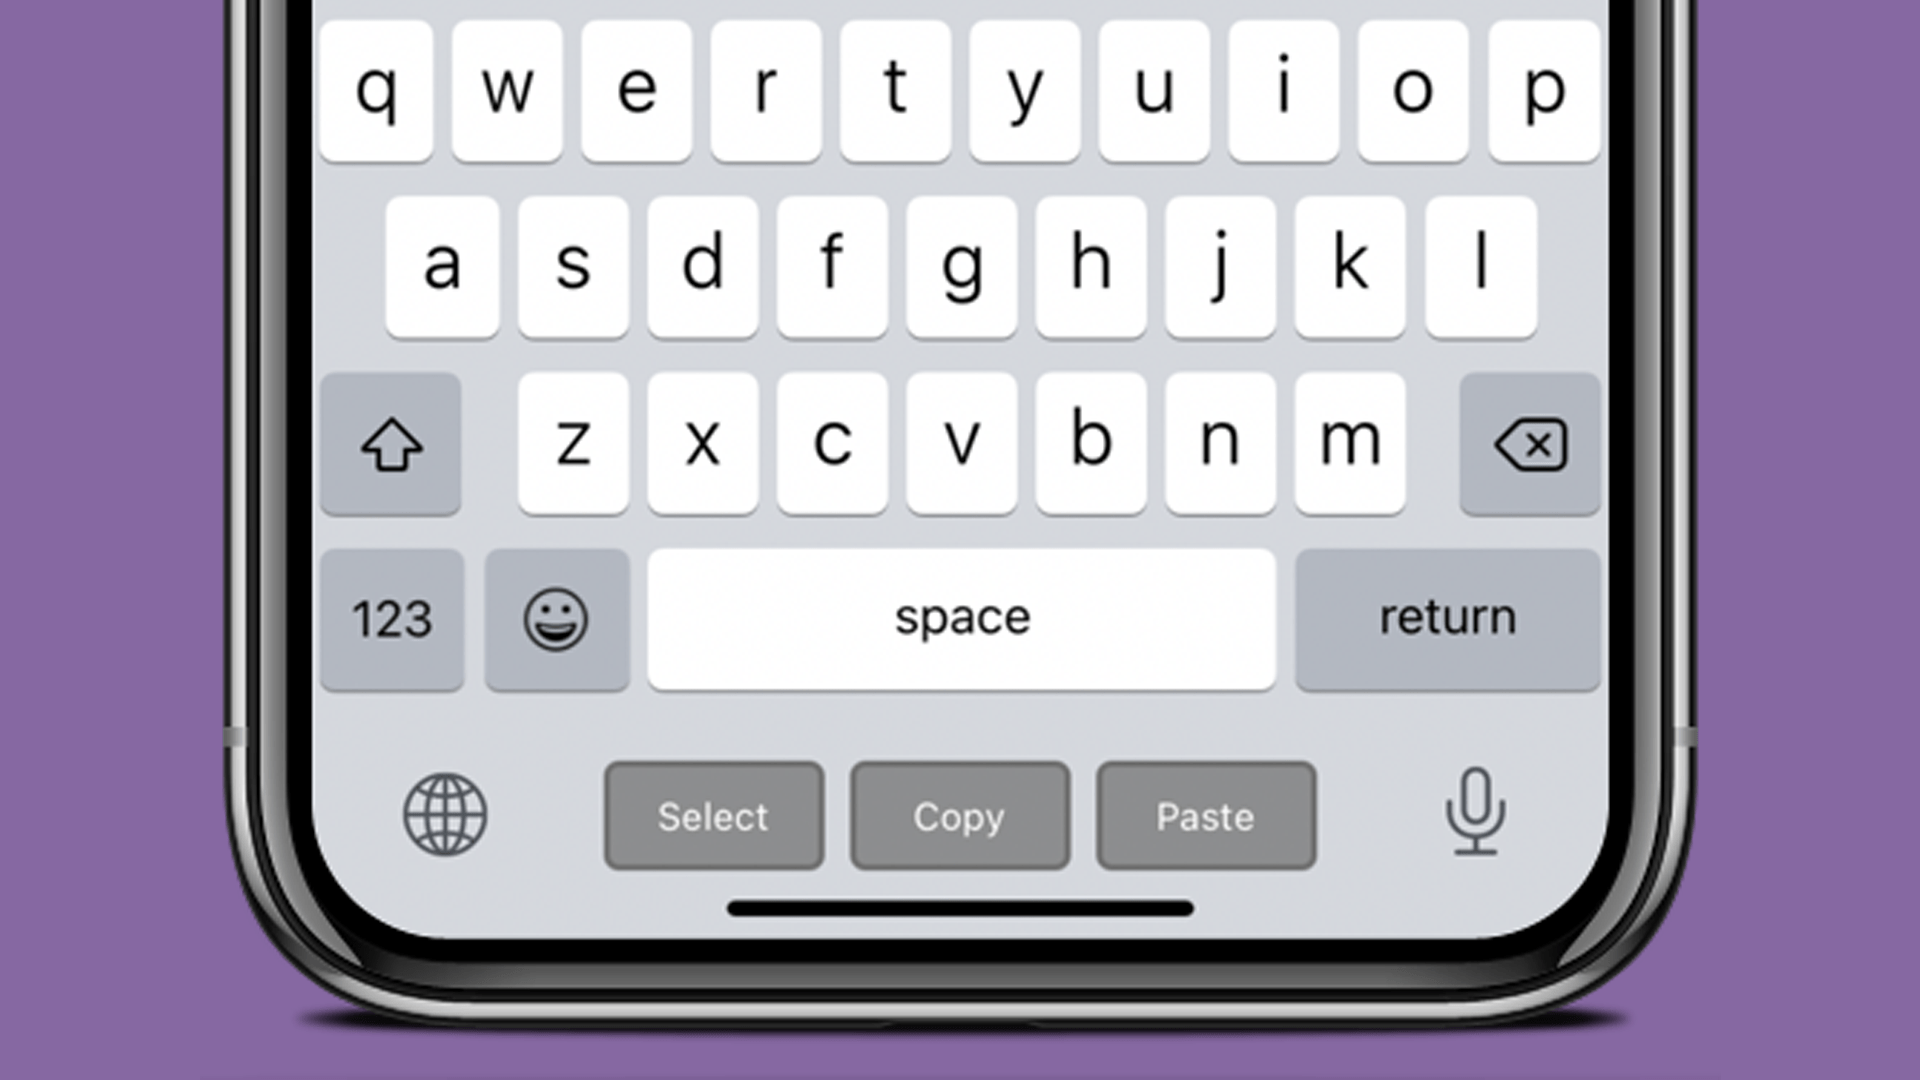 q w e r t y u i o p
a s d f g h j k l
z x c v b n m
123 space return
Select Copy Paste